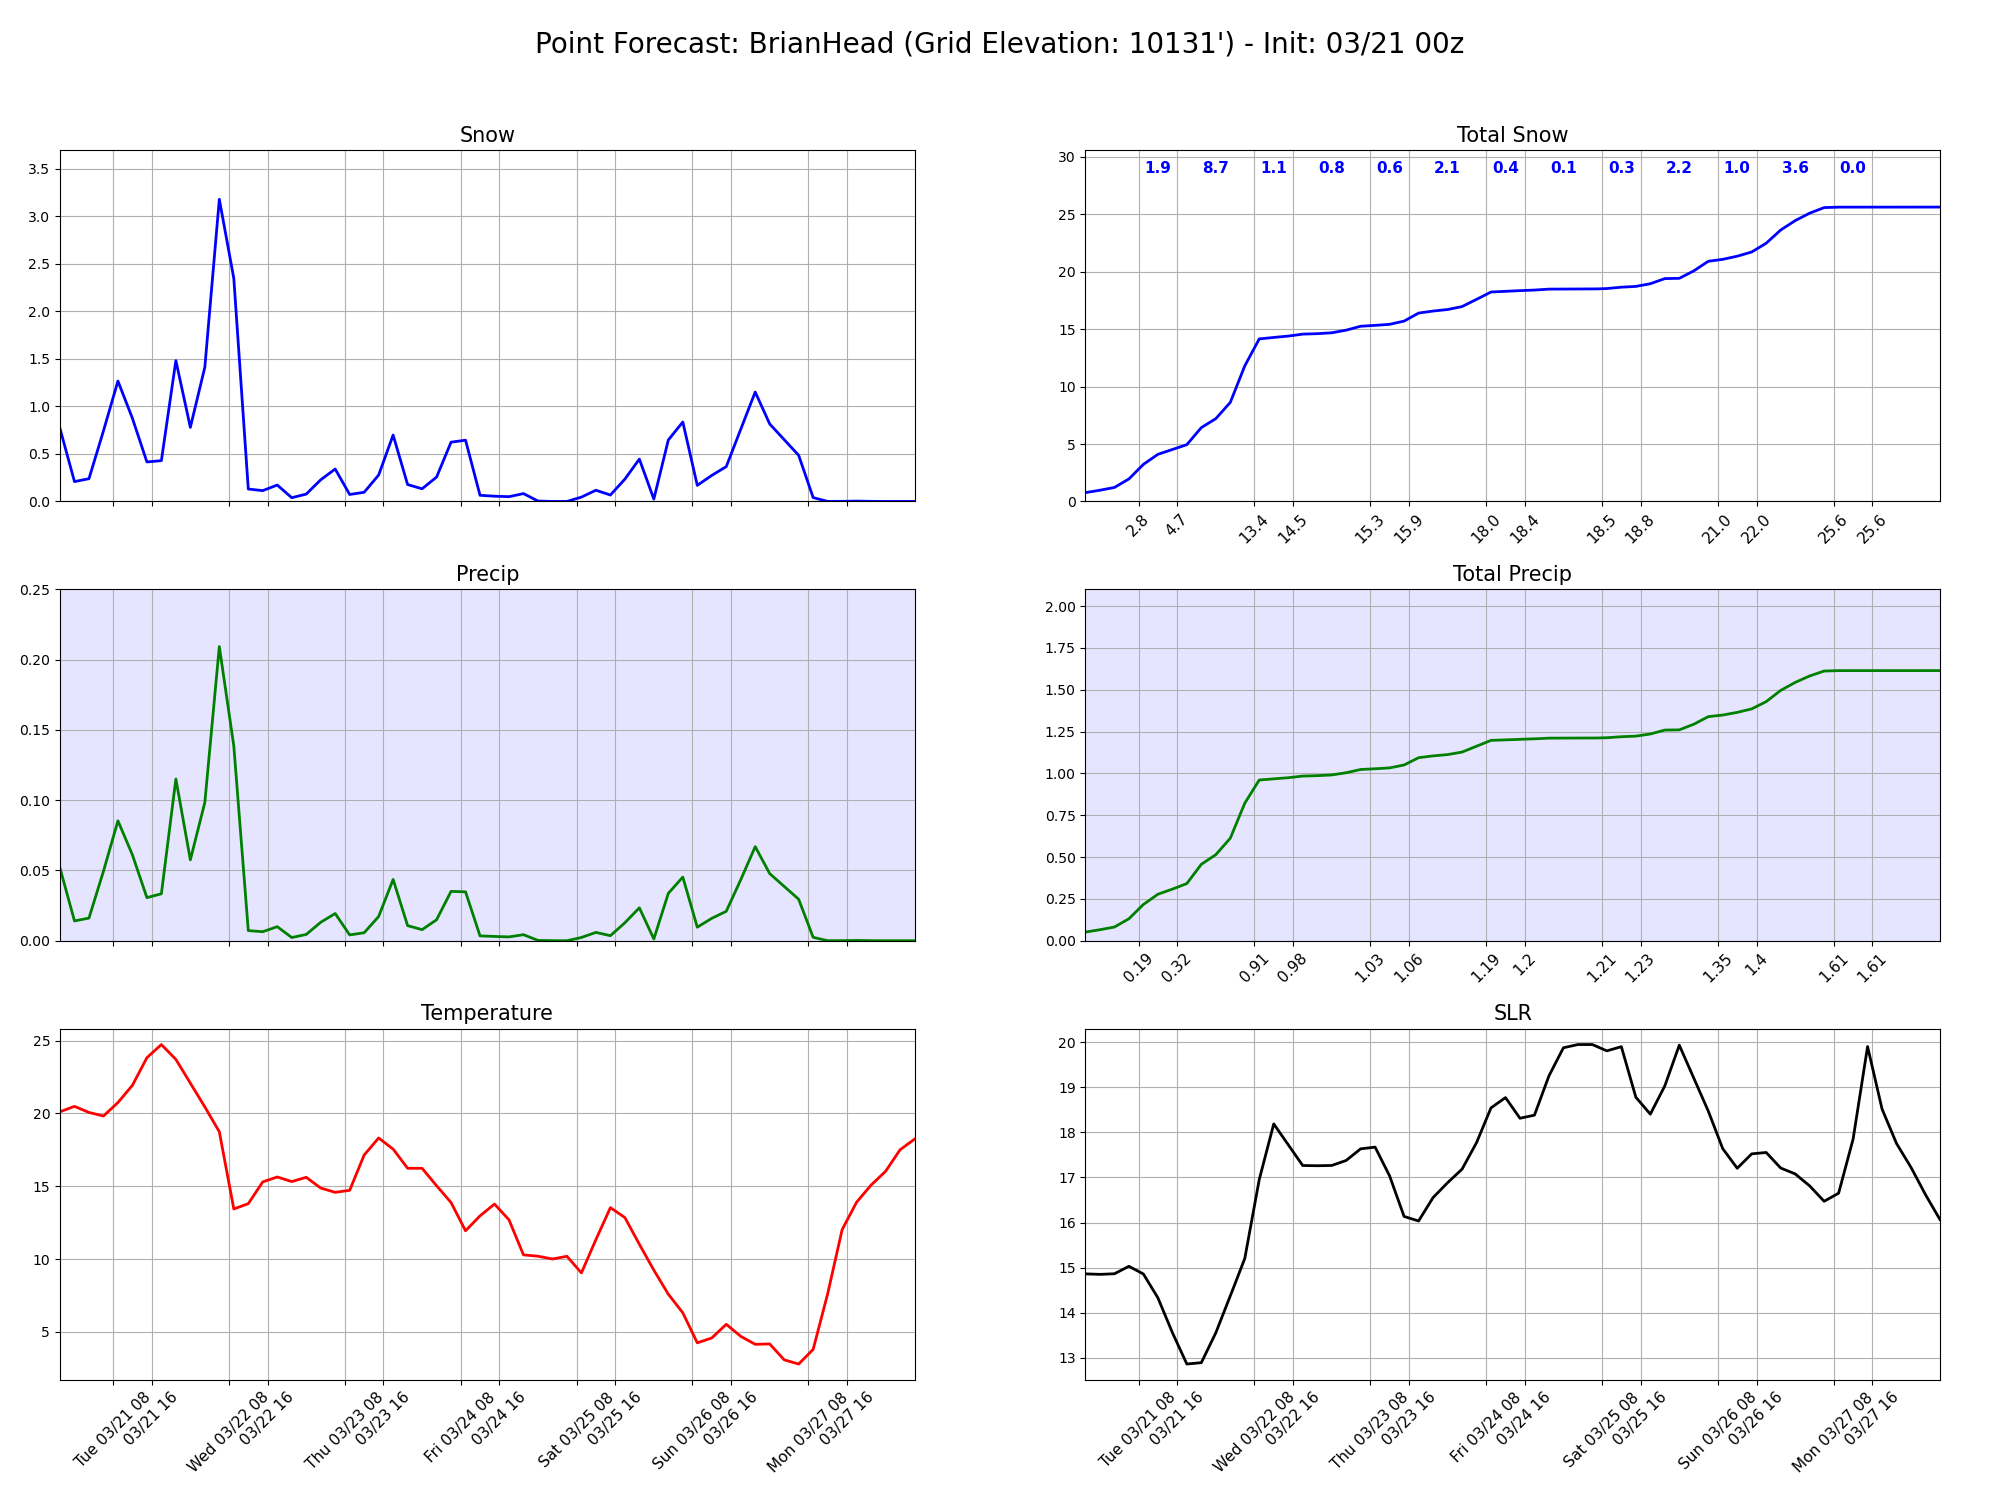 Point Forecast: BrianHead (Grid Elevation: 10131') - Init: 03/21 00z
Snow
3.5
3.0
2.5
2.0
1.5
1.0
0.5
0.0
Total Snow
1.9 8.7 1.1 0.8 0.6 2.1 0.4 0.1 0.3 2.2 1.0 3.6 0.0
30
25
20
15
10
5
0
2.8 4.7 13.4 14.5 15.3 15.9 18.0 18.4 18.5 18.8 21.0 22.0 25.6 25.6
Precip
0.25
0.20
0.15
0.10
0.05
0.00
Total Precip
2.00
1.75
1.50
1.25
1.00
0.75
0.50
0.25
0.00
0.19 0.32 0.91 0.98 1.03 1.06 1.19 1.2 1.21 1.23 1.35 1.4 1.61 1.61
Temperature
25
20
15
10
5
Tue 03/21 08
03/21 16
Wed 03/22 08
03/22 16
Thu 03/23 08
03/23 16
Fri 03/24 08
03/24 16
Sat 03/25 08
03/25 16
Sun 03/26 08
03/26 16
Mon 03/27 08
03/27 16
SLR
20
19
18
17
16
15
14
13
Tue 03/21 08
03/21 16
Wed 03/22 08
03/22 16
Thu 03/23 08
03/23 16
Fri 03/24 08
03/24 16
Sat 03/25 08
03/25 16
Sun 03/26 08
03/26 16
Mon 03/27 08
03/27 16